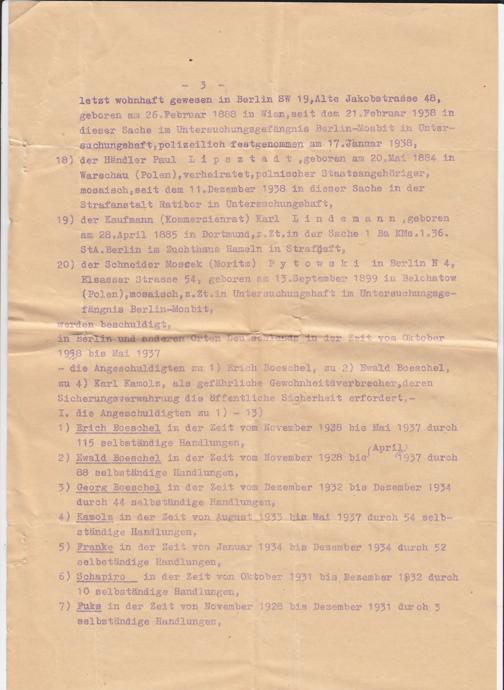 - 3 -
letzt wohnhaft gewesen in Berlin SW 19,Alte Jakobstrasse 48,
geboren am 26.Februar 1888 in Wien,seit dem 21.Februar 1938 in
dieser Sache im Untersuchungsgefängnis Berlin-Moabit in Unter-
suchungshaft,polizeilich festgenommen am 17.Januar 1938,
18) der Händler Paul L i p s z t a d t ,geboren am 20.Mai 1884 in
Warschau (Polen),verheiratet,polnischer Staatsangehöriger,
mosaisch,seit dem 11.Dezember 1938 in dieser Sache in der
Strafanstalt Ratibor in Untersuchungshaft,
19) der Kaufmann (Kommerzienrat) Karl L i n d e m a n n ,geboren
am 28.April 1885 in Dortmund,z.Zt.in der Sache 1 Ba KMs.1.36.
StA.Berlin im Zuchthaus Hameln in Strafhaft,
20) der Schneider Moszek (Moritz) P y t o w s k i in Berlin N 4,
Elsasser Strasse 54, geboren am 13.September 1899 in Belchatow
(Polen),mosaisch,z.Zt.in Untersuchungshaft im Untersuchungsge-
fängnis Berlin-Moabit,
werden beschuldigt,
in Berlin und anderen Orten Deutschlands in der Zeit vom Oktober
1938 bis Mai 1937
- die Angeschuldigten zu 1) Erich Boeschel, zu 2) Ewald Boeschel,
zu 4) Karl Kamolz, als gefährliche Gewohnheitsverbrecher,deren
Sicherungsverwahrung die öffentliche Sicherheit erfordert,-
I. die Angeschuldigten zu 1) - 13)
1) Erich Boeschel in der Zeit vom November 1928 bis Mai 1937 durch
115 selbständige Handlungen,
2) Ewald Boeschel in der Zeit vom November 1928 bis (April) 1937 durch
88 selbständige Handlungen,
3) Georg Boeschel in der Zeit vom Dezember 1932 bis Dezember 1934
durch 44 selbständige Handlungen,
4) Kamolz in der Zeit von August 1933 bis Mai 1937 durch 54 selb-
ständige Handlungen,
5) Franke in der Zeit von Januar 1934 bis Dezember 1934 durch 52
selbständige Handlungen,
6) Schapiro in der Zeit von Oktober 1931 bis Dezember 1932 durch
10 selbständige Handlungen,
7) Fuks in der Zeit von November 1928 bis Dezember 1931 durch 3
selbständige Handlungen,